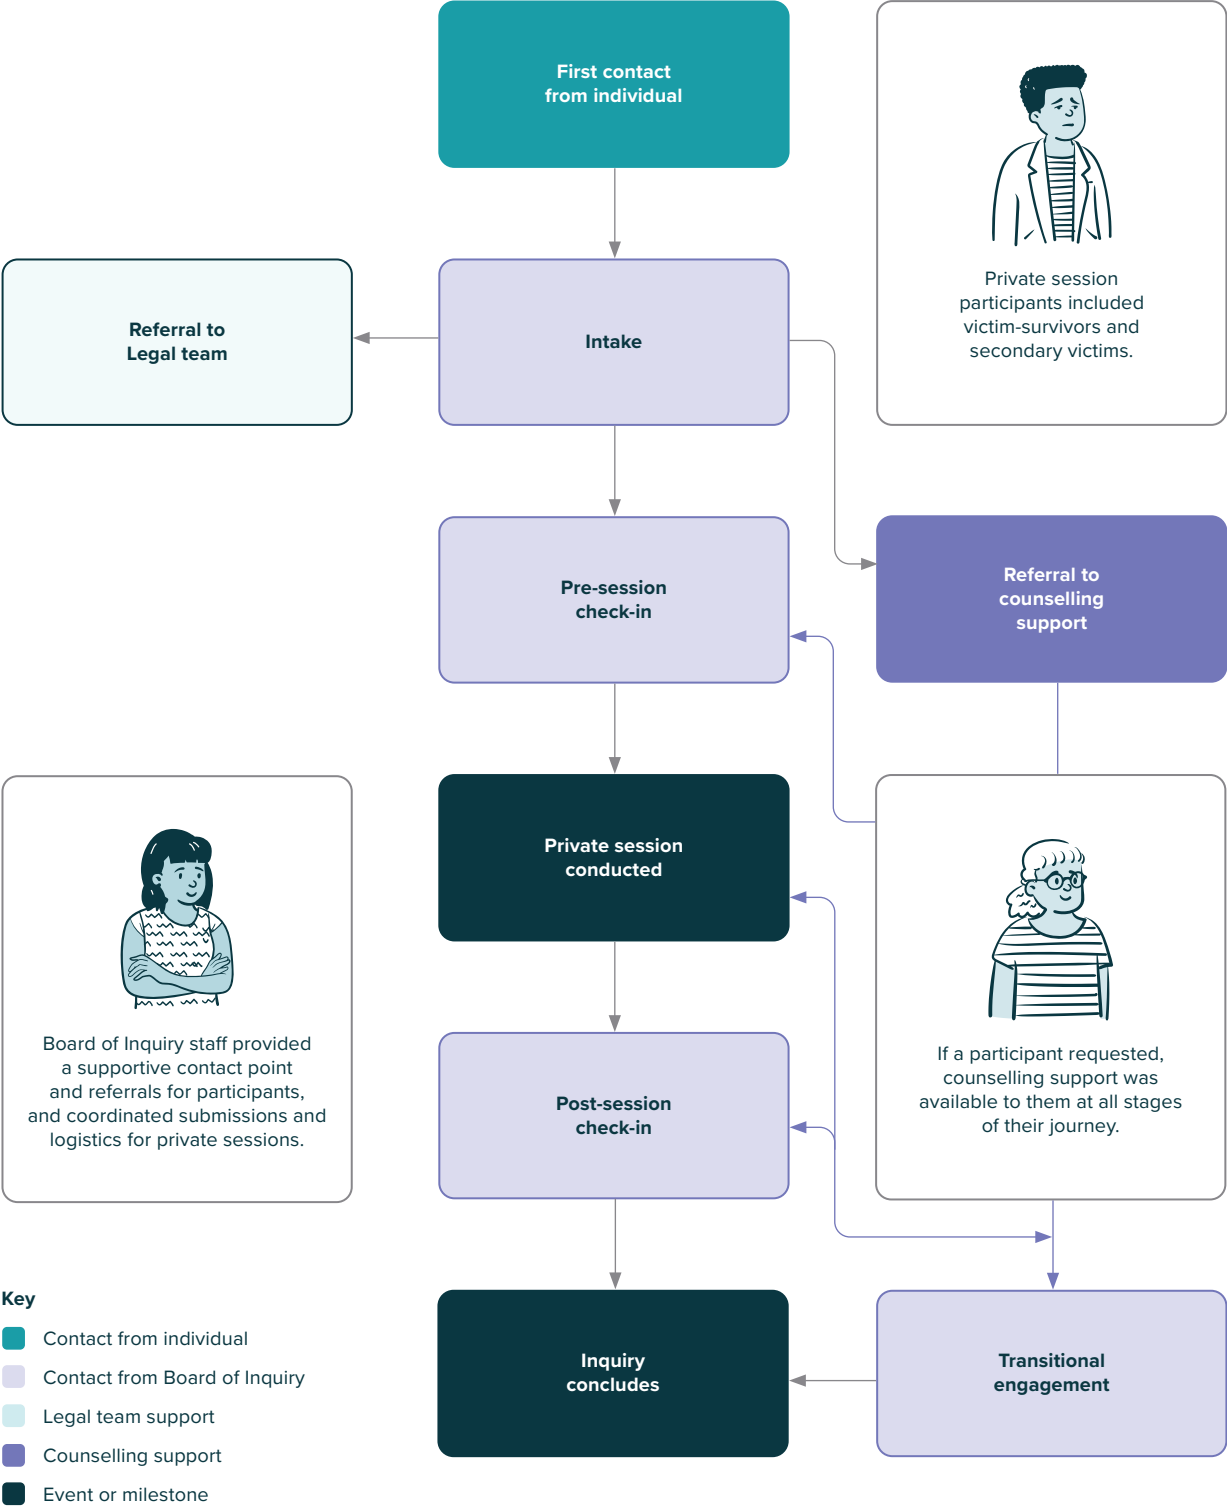 First contact
from individual
Private session
participants included
victim-survivors and
secondary victims.
Referral to
Legal team
Intake
Pre-session
check-in
Referral to
counselling
support
Private session
conducted
Board of Inquiry staff provided
a supportive contact point
and referrals for participants,
and coordinated submissions and
logistics for private sessions.
If a participant requested,
counselling support was
available to them at all stages
of their journey.
Post-session
check-in
Inquiry
concludes
Transitional
engagement
Key
Contact from individual
Contact from Board of Inquiry
Legal team support
Counselling support
Event or milestone